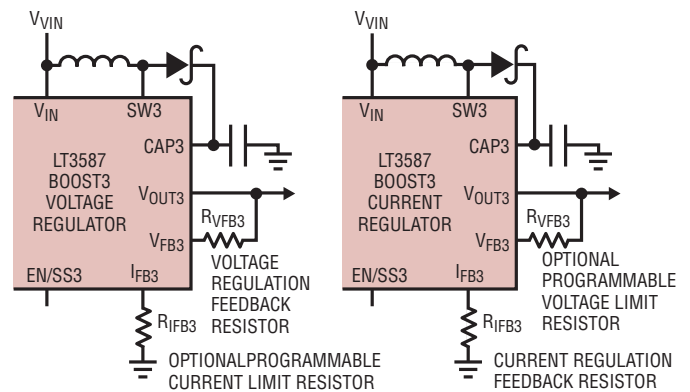 VVIN
VIN
SW3
CAP3
LT3587
BOOST3
VOLTAGE
REGULATOR
VOUT3
RVFB3
VFB3
EN/SS3
IFB3
VOLTAGE
REGULATION
FEEDBACK
RESISTOR
RIFB3
OPTIONALPROGRAMMABLE
CURRENT LIMIT RESISTOR
VVIN
VIN
SW3
CAP3
LT3587
BOOST3
CURRENT
REGULATOR
VOUT3
RVFB3
VFB3
EN/SS3
IFB3
OPTIONAL
PROGRAMMABLE
VOLTAGE LIMIT
RESISTOR
RIFB3
CURRENT REGULATION
FEEDBACK RESISTOR